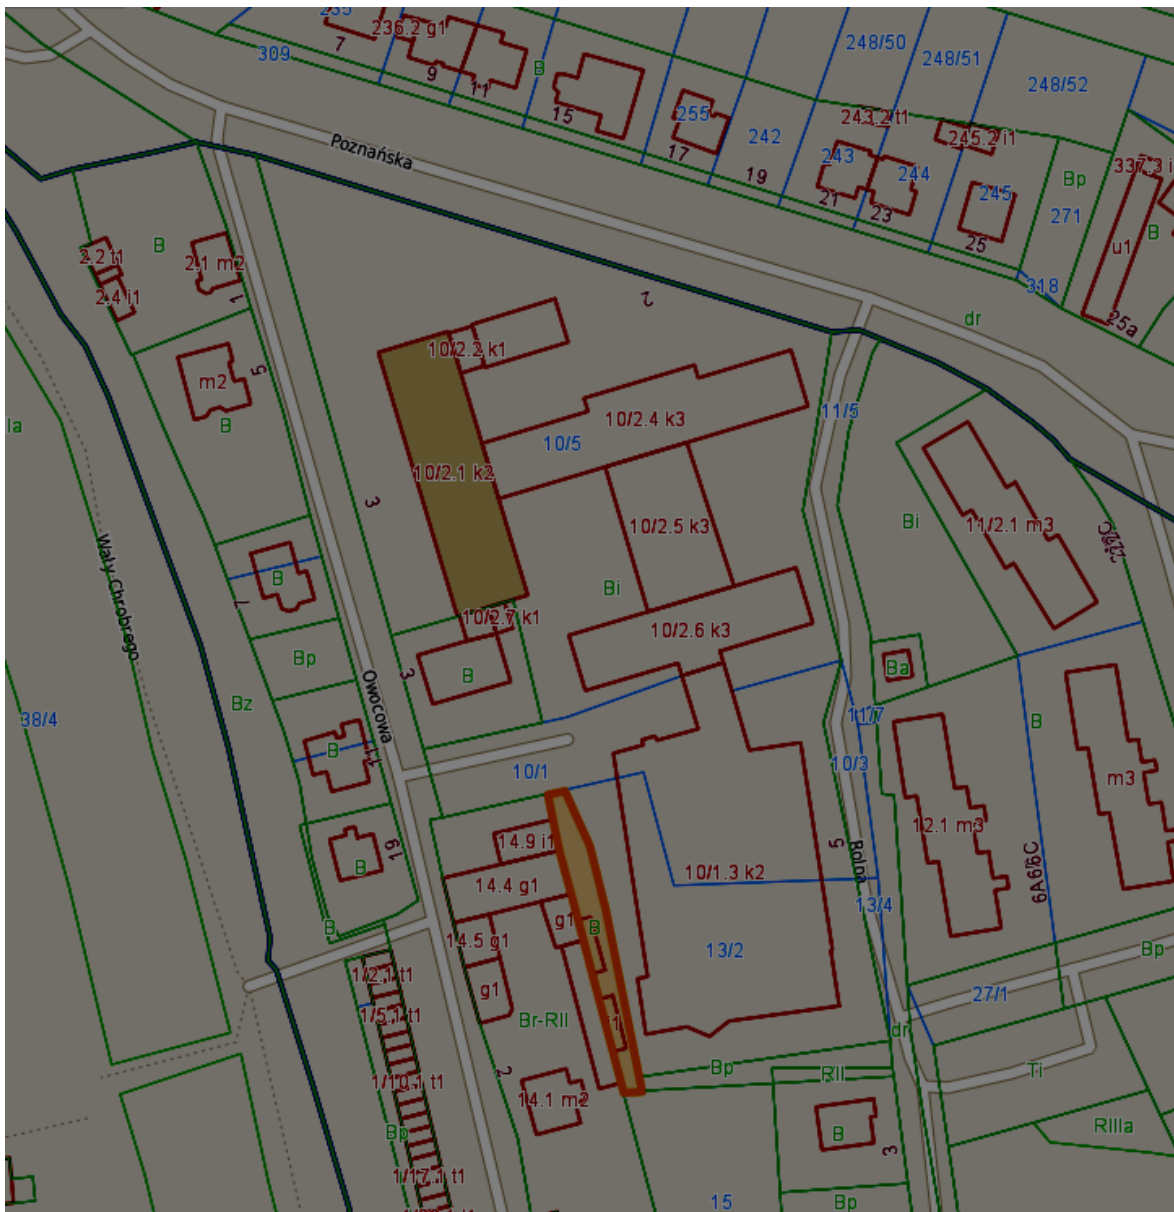 235
236.2 g1
7
309
9
11
B
15
255
17
242
19
248/50
248/51
248/52
243.2 t1
243
244
21
23
245.2 i1
245
25
Bp
271
337.3 i
B
u1
318
25a
dr
Poznańska
2.2 t1
2.4 i1
B
2.1 m2
1
m2
5
B
2
10/2.2 k1
10/2.4 k3
10/5
10/2.1 k2
3
11/5
10/2.5 k3
Bi
11/2.1 m3
Bi
la
Wały Chrobrego
B
7
Bp
Bz
Owocowa
10/2.7 k1
B
3
10/2.6 k3
Ba
11/7
B
38/4
B
11
10/1
10/3
m3
12.1 m3
B
19
14.9 i1
14.4 g1
g1
10/1.3 k2
5
Rolna
13/4
6A6/6C
B
14.5 g1
B
13/2
Bp
1/2.1 t1
g1
1/5.1 t1
Br-RII
i1
27/1
dr
Bp
RII
Ti
1/10.1 t1
2
14.1 m2
Bp
B
3
RIIIa
1/17.1 t1
15
Bp